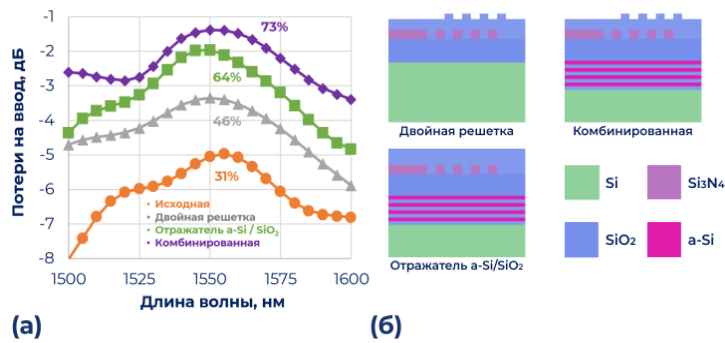 -1
-2
-3
-4
-5
-6
-7
-8
Потери на ввод, дБ
73%
64%
46%
31%
Исходная
Двойная решетка
Отражатель a-Si / SiO₂
Комбинированная
1500 1525 1550 1575 1600
Длина волны, нм
(а)
Двойная решетка
Комбинированная
Отражатель a-Si/SiO₂
Si
Si₃N₄
SiO₂
a-Si
(б)